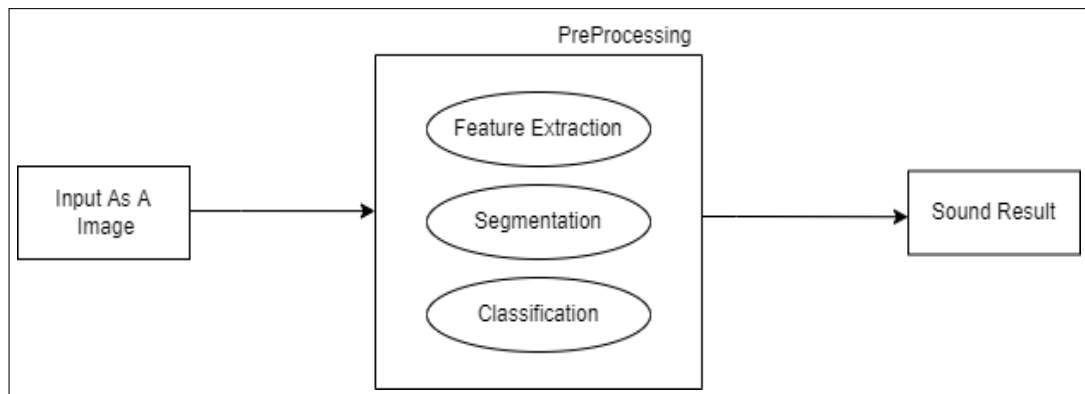 PreProcessing
Feature Extraction
Input As A
Image
Segmentation
Sound Result
Classification